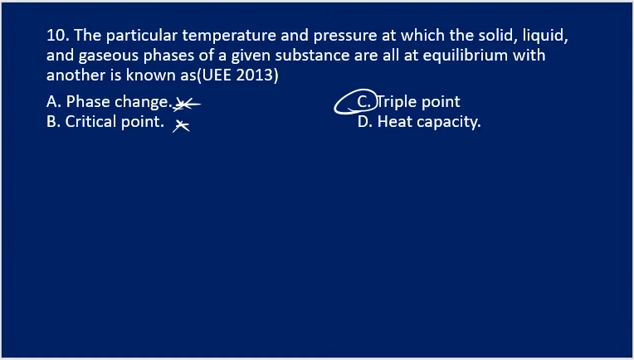 10. The particular temperature and pressure at which the solid, liquid,
and gaseous phases of a given substance are all at equilibrium with
another is known as(UEE 2013)
A. Phase change.
C. Triple point
B. Critical point.
D. Heat capacity.